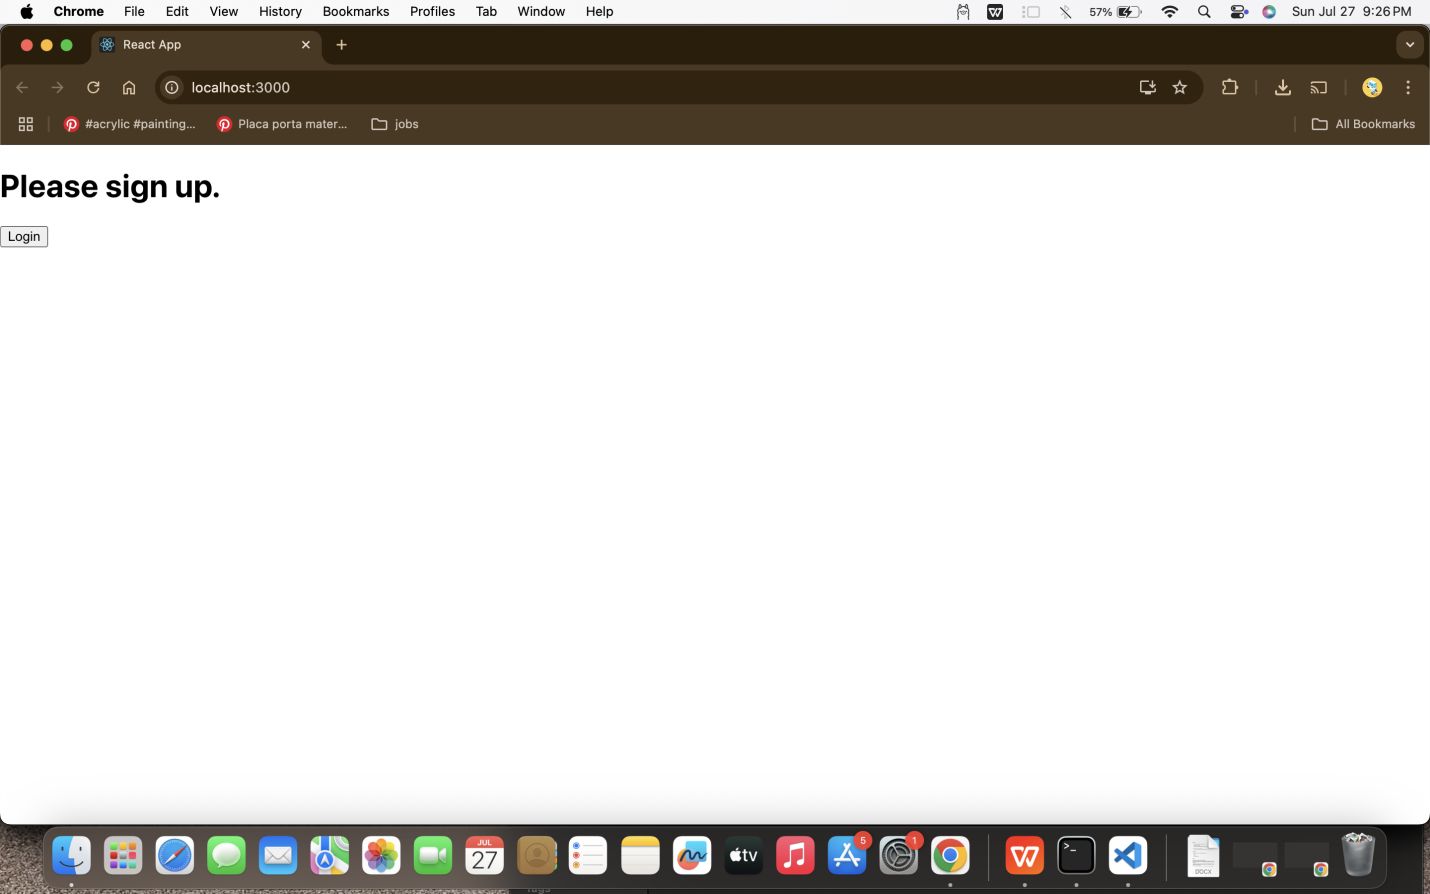 Chrome File Edit View History Bookmarks Profiles Tab Window Help 57% Sun Jul 27 9:26 PM
React App
localhost:3000
#acrylic #painting... Placa porta mater... jobs All Bookmarks
Please sign up.
Login
JUL 5 1
27 tv >_ DOCX
Tags